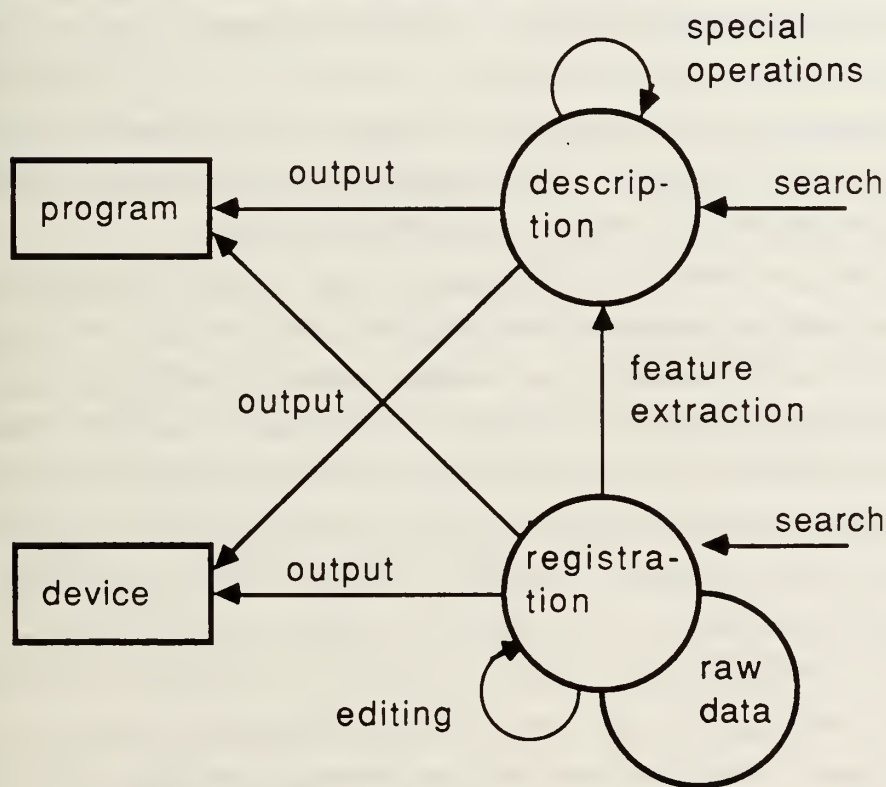 special
operations
output
program
descrip-
tion
search
feature
extraction
output
search
registra-
tion
output
device
raw
data
editing